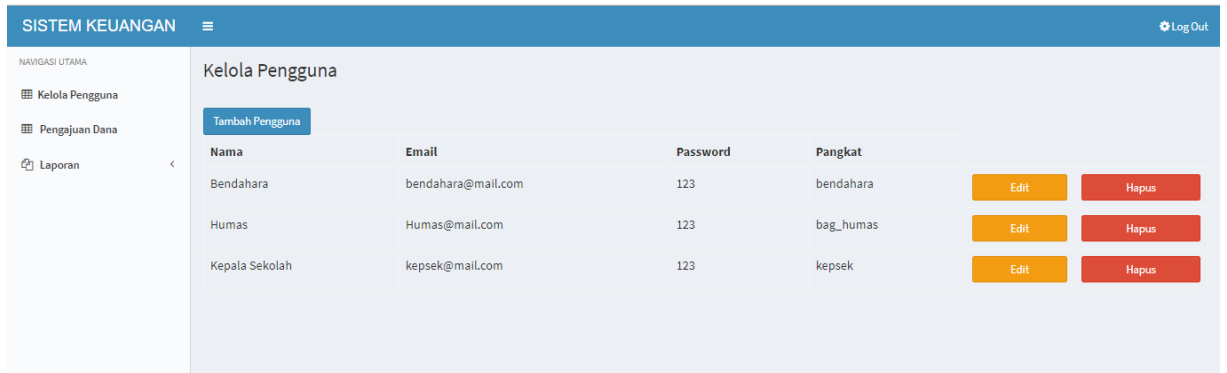 SISTEM KEUANGAN
Log Out
NAVIGASI UTAMA
Kelola Pengguna
Pengajuan Dana
Laporan
Kelola Pengguna
Tambah Pengguna
Nama Email Password Pangkat
Bendahara bendahara@mail.com 123 bendahara Edit Hapus
Humas Humas@mail.com 123 bag_humas Edit Hapus
Kepala Sekolah kepsek@mail.com 123 kepsek Edit Hapus